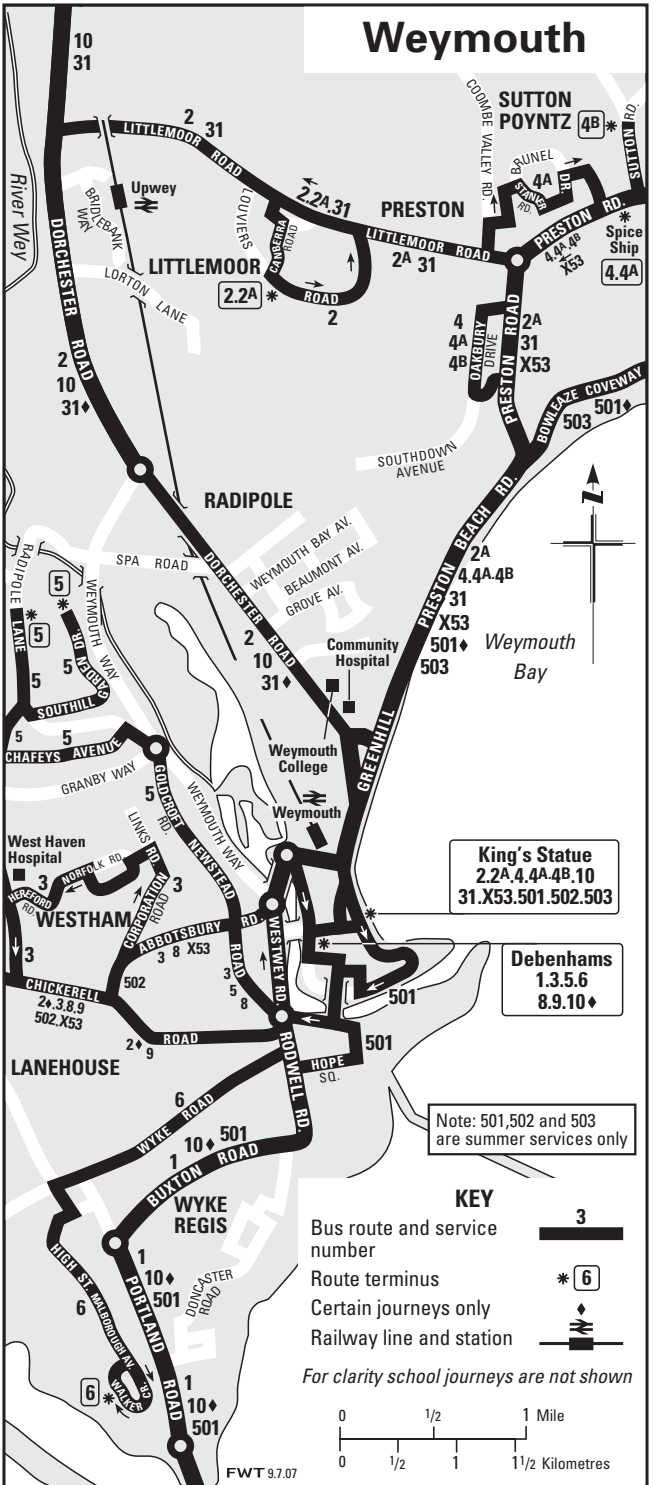 Weymouth
10
31
2
31
LITTLEMOOR ROAD
COOMBE VALLEY RD.
SUTTON
POYNTZ
4B
SUTTON RD.
BRUNEL
DR.
4A
STANIER
RD.
River Wey
Upwey
BRIDLEBANK
WAY
LOUVIERS
ROAD
2.2A.31
PRESTON
CANBERRA
ROAD
LITTLEMOOR ROAD
2A 31
PRESTON RD.
4.4A.4B
X53
Spice
Ship
4.4A
LITTLEMOOR
2.2A
2
LORTON LANE
DORCHESTER ROAD
2
10
31♦
4
4A
4B
OAKBURY
DRIVE
PRESTON ROAD
2A
31
X53
BOWLEAZE COVEWAY
503
501♦
SOUTHDOWN
AVENUE
N
RADIPOLE
SPA ROAD
RADIPOLE
LANE
DORCHESTER ROAD
WEYMOUTH BAY AV.
BEAUMONT AV.
GROVE AV.
PRESTON BEACH RD.
2A
4.4A.4B
31
X53
501♦
503
Weymouth
Bay
5
5
WEYMOUTH WAY
GARDEN DR.
5
5
SOUTHILL
2
10
31♦
Community
Hospital
5
5
CHAFEYS AVENUE
GREENHILL
Weymouth
College
GRANBY WAY
5
GOLDCROFT
RD.
WEYMOUTH WAY
Weymouth
LINKS
RD.
NEWSTEAD
ROAD
West Haven
Hospital
3
NORFOLK RD.
HEREFORD
RD.
3
CORPORATION
ROAD
WESTHAM
ABBOTSBURY RD.
3 8 X53
WESTWEY RD.
King's Statue
2.2A.4.4A.4B.10
31.X53.501.502.503
Debenhams
1.3.5.6
8.9.10♦
3
502
3
5
8
501
CHICKERELL
2♦.3.8,9
502.X53
2♦ 9
ROAD
501
LANEHOUSE
HOPE
SQ.
RODWELL RD.
6
WYKE ROAD
10♦ 501
1
BUXTON ROAD
Note: 501,502 and 503
are summer services only
WYKE
REGIS
KEY
Bus route and service
number
3
Route terminus
* 6
Certain journeys only
♦
Railway line and station
For clarity school journeys are not shown
HIGH ST.
MALBOROUGH AV.
6
1
10♦
501
PORTLAND ROAD
DONCASTER
ROAD
WALKER
CR.
6
1
10♦
501
0 1/2 1 Mile
0 1/2 1 1 1/2 Kilometres
FWT 9.7.07